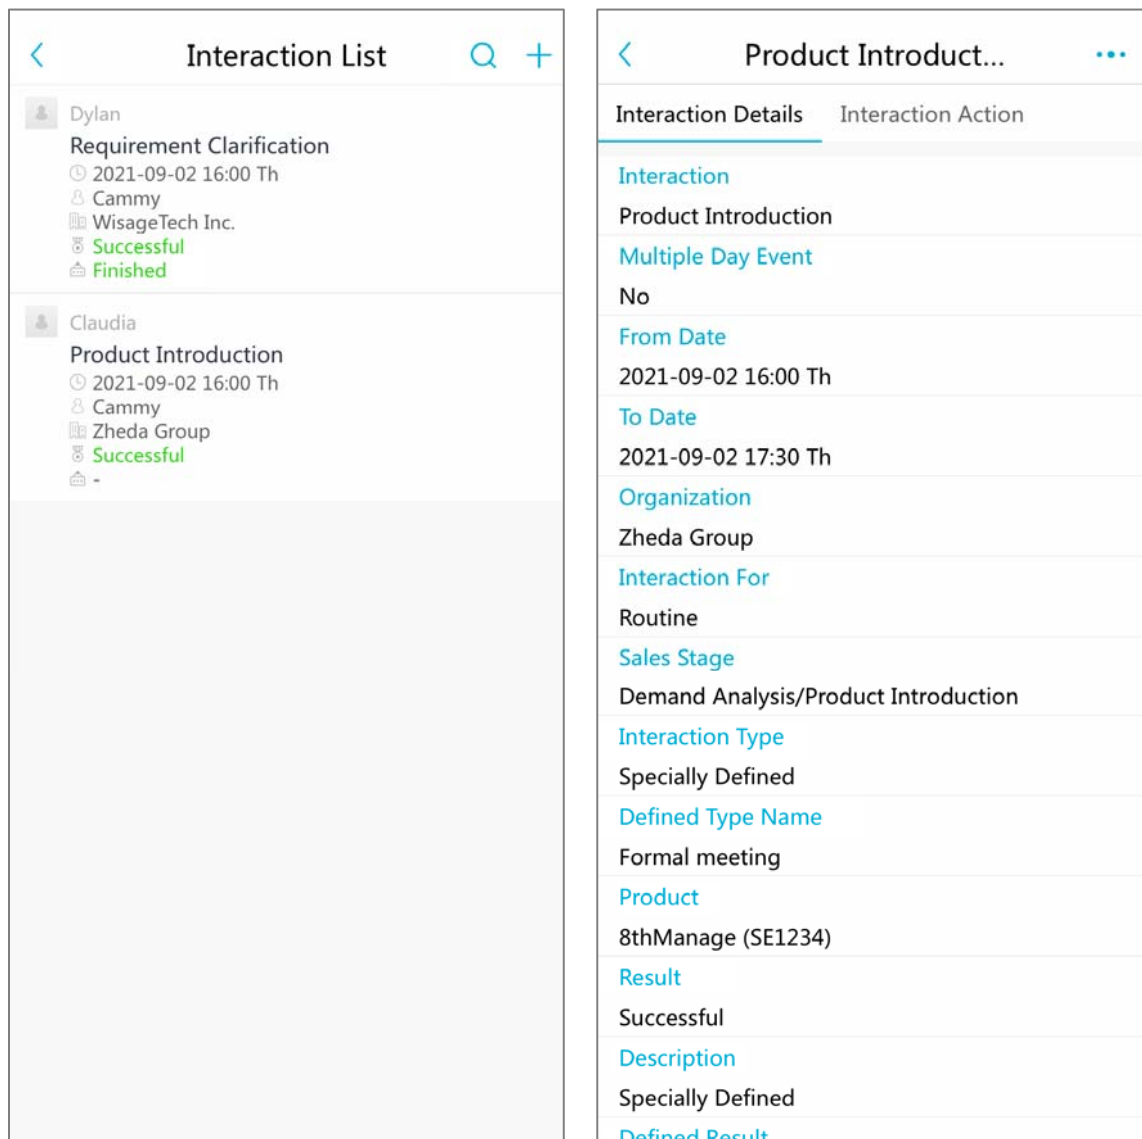 Interaction List
Dylan
Requirement Clarification
2021-09-02 16:00 Th
Cammy
WisageTech Inc.
Successful
Finished
Claudia
Product Introduction
2021-09-02 16:00 Th
Cammy
Zheda Group
Successful
-
Product Introduct...
Interaction Details Interaction Action
Interaction
Product Introduction
Multiple Day Event
No
From Date
2021-09-02 16:00 Th
To Date
2021-09-02 17:30 Th
Organization
Zheda Group
Interaction For
Routine
Sales Stage
Demand Analysis/Product Introduction
Interaction Type
Specially Defined
Defined Type Name
Formal meeting
Product
8thManage (SE1234)
Result
Successful
Description
Specially Defined
Defined Result